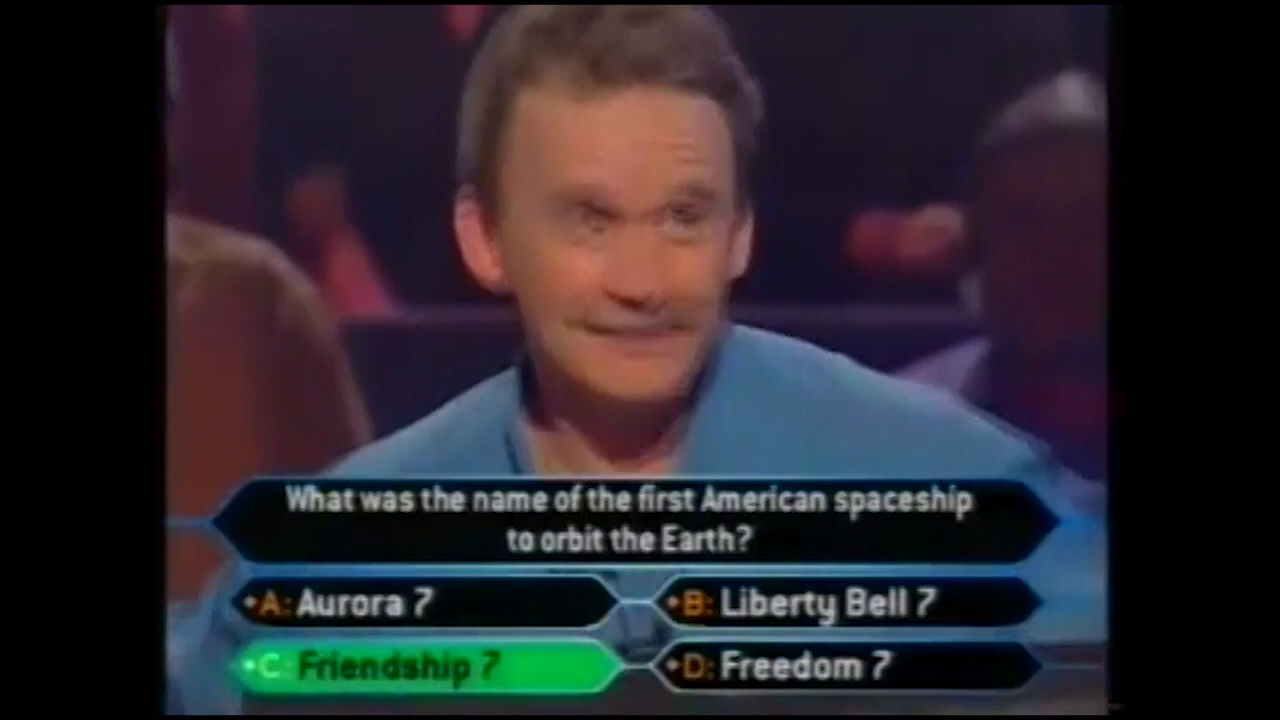 What was the name of the first American spaceship
to orbit the Earth?
A: Aurora 7
B: Liberty Bell 7
C: Friendship 7
D: Freedom 7